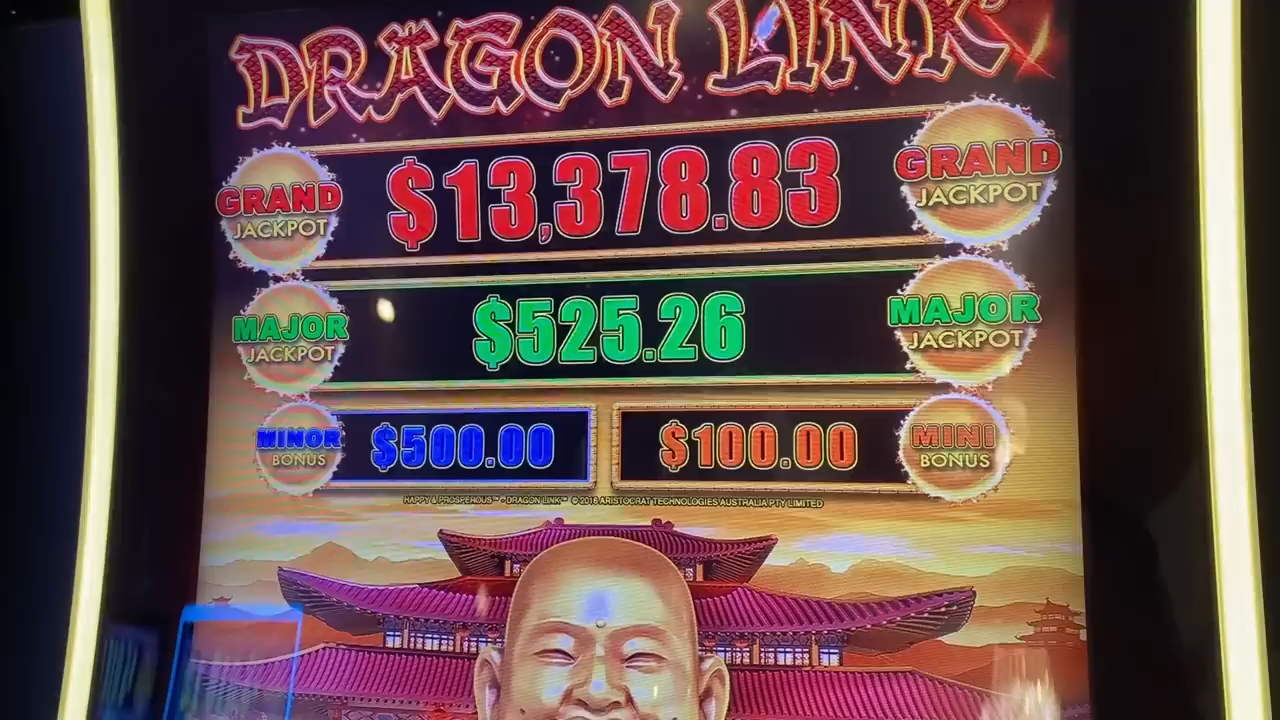 DRAGON LINK
GRAND JACKPOT
$13,378.83
GRAND JACKPOT
MAJOR JACKPOT
$525.26
MAJOR JACKPOT
MINOR BONUS
$500.00
$100.00
MINI BONUS
HAPPY & PROSPEROUS™ - DRAGON LINK™ © 2018 ARISTOCRAT TECHNOLOGIES AUSTRALIA PTY LIMITED